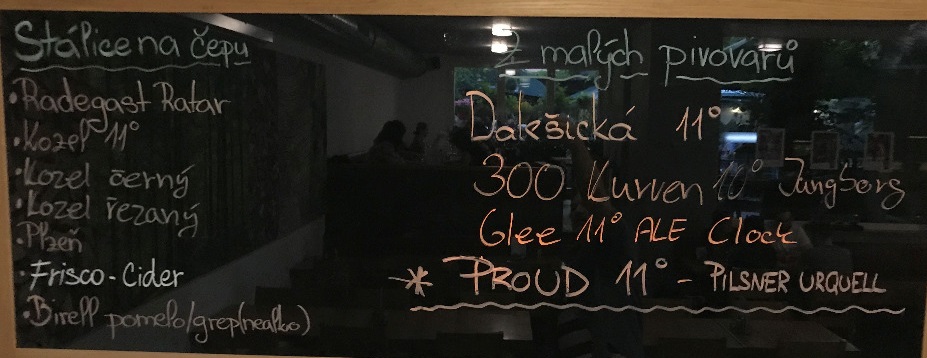 Stálice na čepu
• Radegast Ratar
• Kozel 11°
• Kozel černý
• Kozel řezaný
• Plzeň
• Frisco - Cider
• Birell pomelo/grep(nealko)
Z malých pivovarů
Dalešická 11°
300 Kurven 10° Jungberg
Glee 11° ALE Clock
* PROUD 11° - PILSNER URQUELL